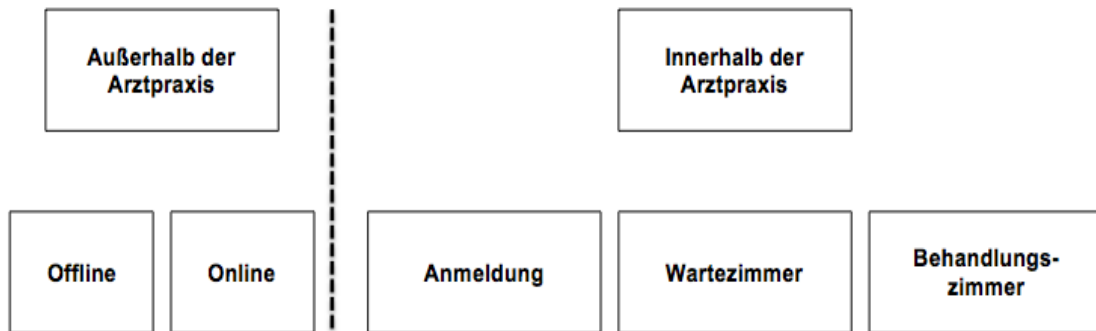 Außerhalb der
Arztpraxis
Innerhalb der
Arztpraxis
Offline
Online
Anmeldung
Wartezimmer
Behandlungs-
zimmer